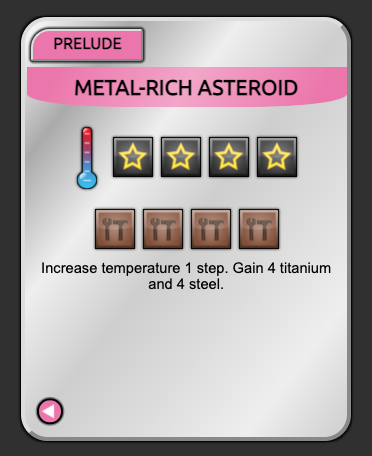 PRELUDE
METAL-RICH ASTEROID
Increase temperature 1 step. Gain 4 titanium
and 4 steel.